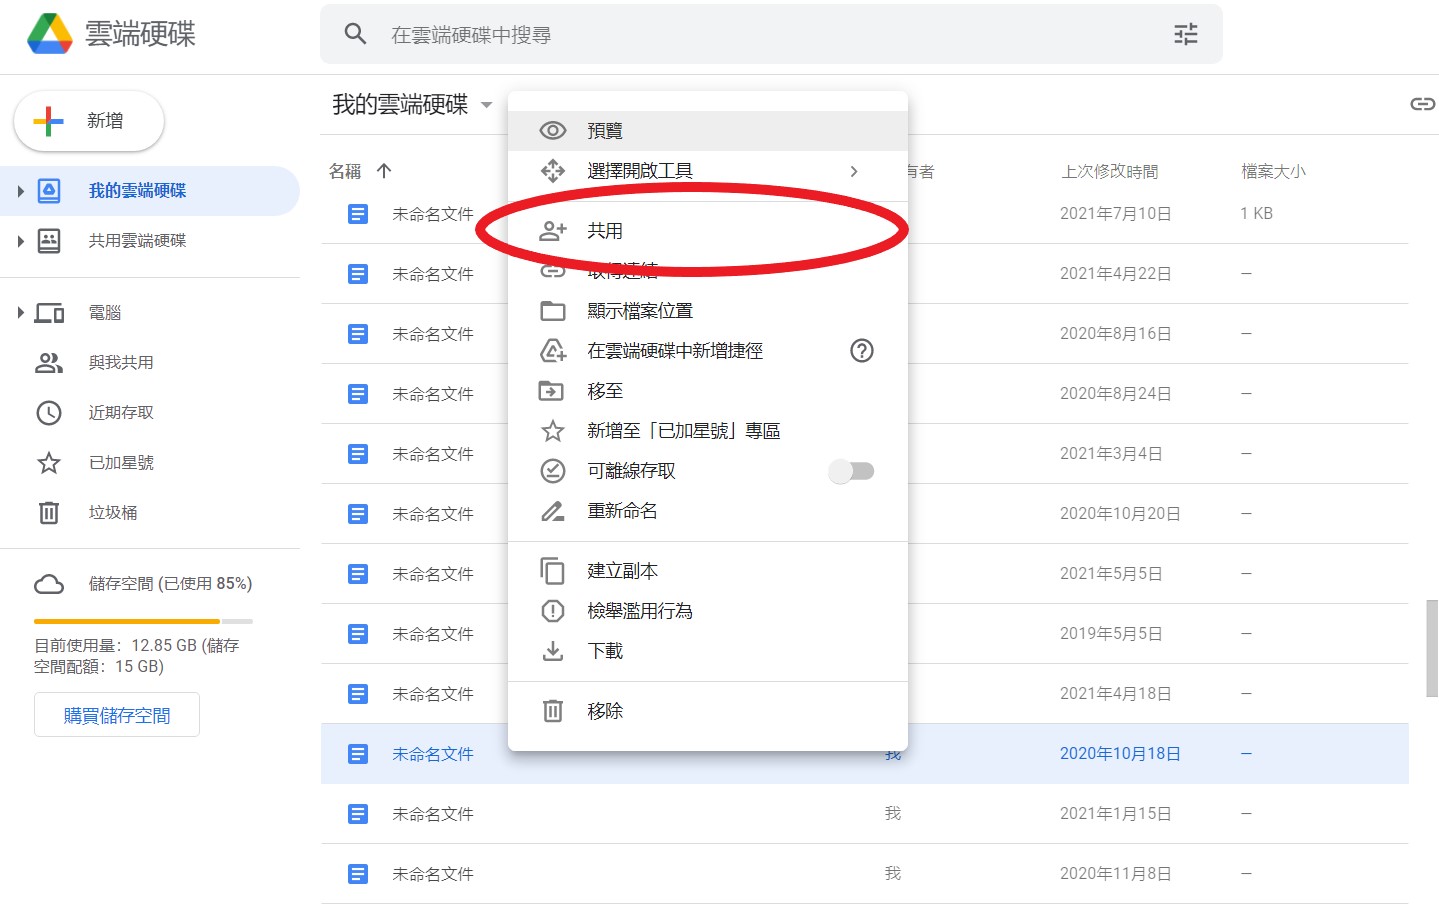 雲端硬碟
在雲端硬碟中搜尋
新增
我的雲端硬碟
共用雲端硬碟
電腦
與我共用
近期存取
已加星號
垃圾桶
儲存空間 (已使用 85%)
目前使用量：12.85 GB (儲存
空間配額：15 GB)
購買儲存空間
我的雲端硬碟
名稱
有者
上次修改時間
檔案大小
未命名文件
2021年7月10日
1 KB
未命名文件
2021年4月22日
—
未命名文件
2020年8月16日
—
未命名文件
2020年8月24日
—
未命名文件
2021年3月4日
—
未命名文件
2020年10月20日
—
未命名文件
2021年5月5日
—
未命名文件
2019年5月5日
—
未命名文件
2021年4月18日
—
未命名文件
我
2020年10月18日
—
未命名文件
我
2021年1月15日
—
未命名文件
我
2020年11月8日
—
預覽
選擇開啟工具
共用
取得連結
顯示檔案位置
在雲端硬碟中新增捷徑
移至
新增至「已加星號」專區
可離線存取
重新命名
建立副本
檢舉濫用行為
下載
移除